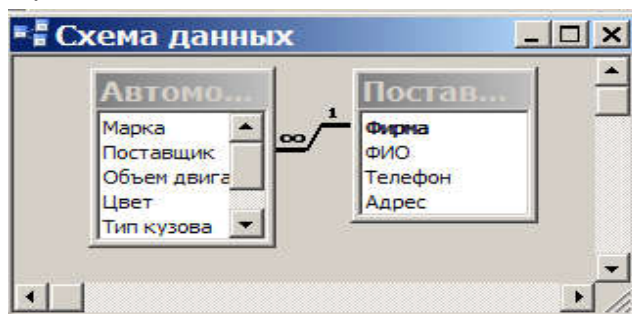 Схема данных
Автомо...
Марка
Поставщик
Объем двига
Цвет
Тип кузова
∞
1
Постав...
Фирма
ФИО
Телефон
Адрес